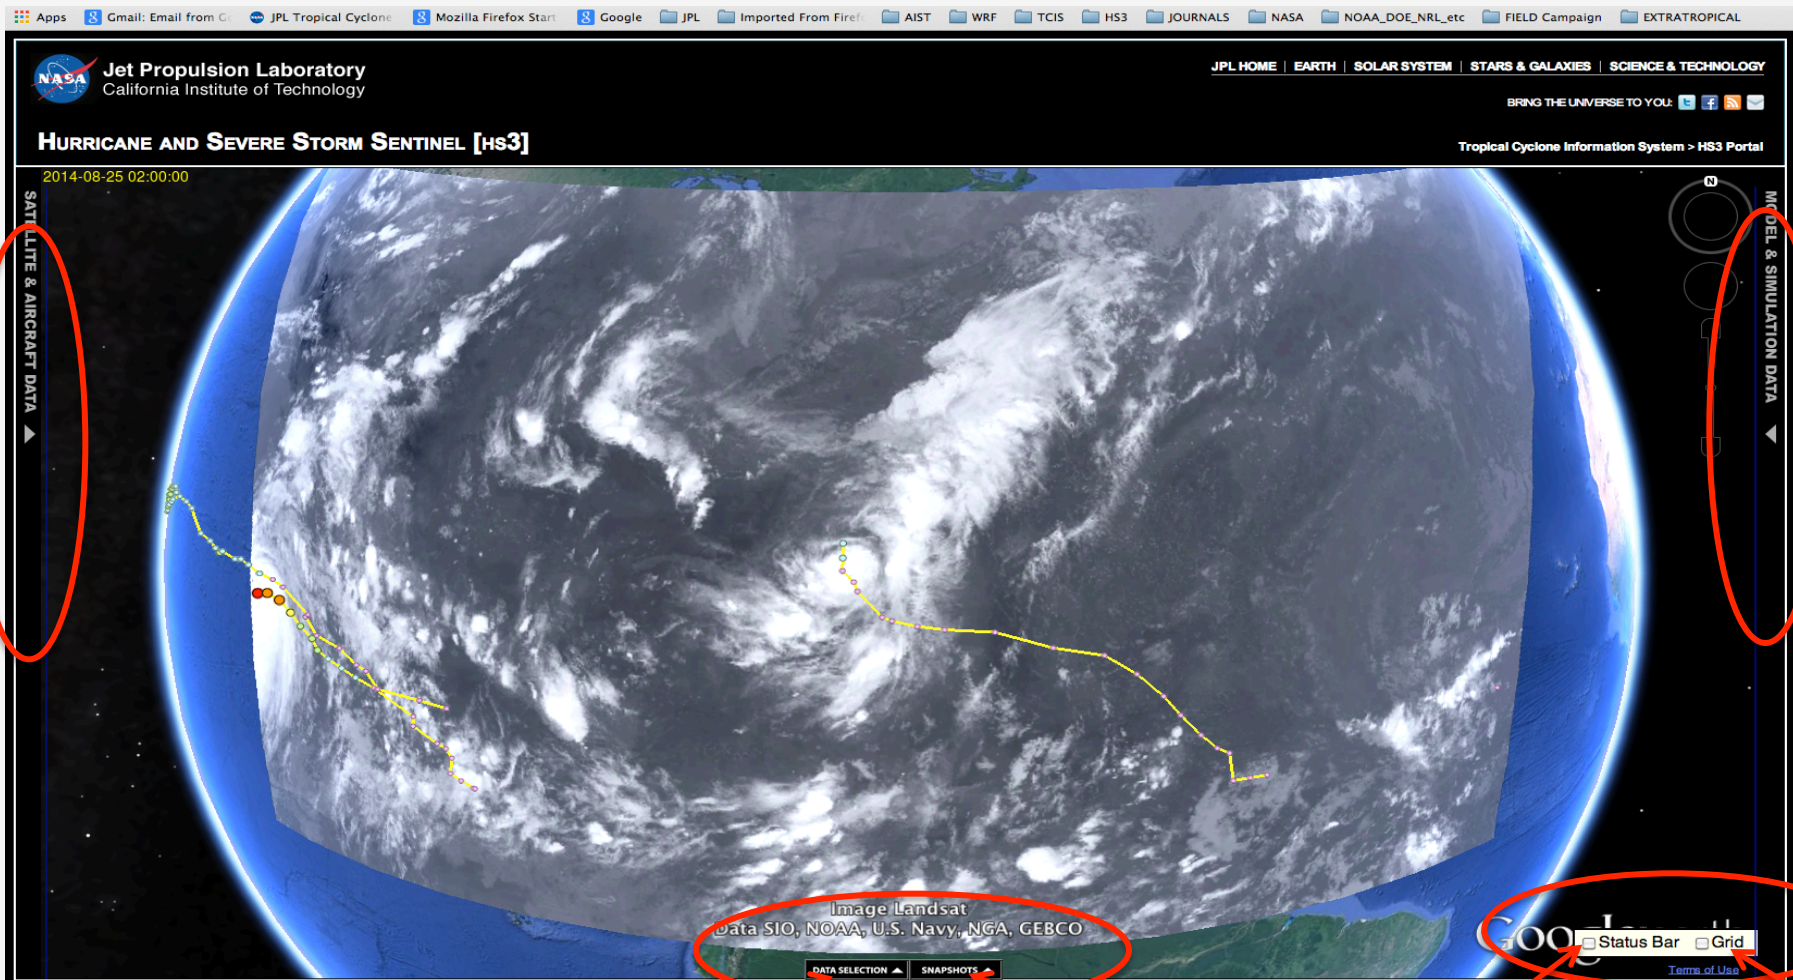 Apps Gmail: Email from G JPL Tropical Cyclone Mozilla Firefox Start Google JPL Imported From Firef AIST WRF TCIS HS3 JOURNALS NASA NOAA_DOE_NRL_etc FIELD Campaign EXTRATROPICAL
NASA
Jet Propulsion Laboratory
California Institute of Technology
JPL HOME | EARTH | SOLAR SYSTEM | STARS & GALAXIES | SCIENCE & TECHNOLOGY
BRING THE UNIVERSE TO YOU:
HURRICANE AND SEVERE STORM SENTINEL [HS3]
Tropical Cyclone Information System > HS3 Portal
2014-08-25 02:00:00
N
SATELLITE & AIRCRAFT DATA
MODEL & SIMULATION DATA
Image Landsat
Data SIO, NOAA, U.S. Navy, NGA, GEBCO
Status Bar Grid
DATA SELECTION SNAPSHOTS
Terms of Use